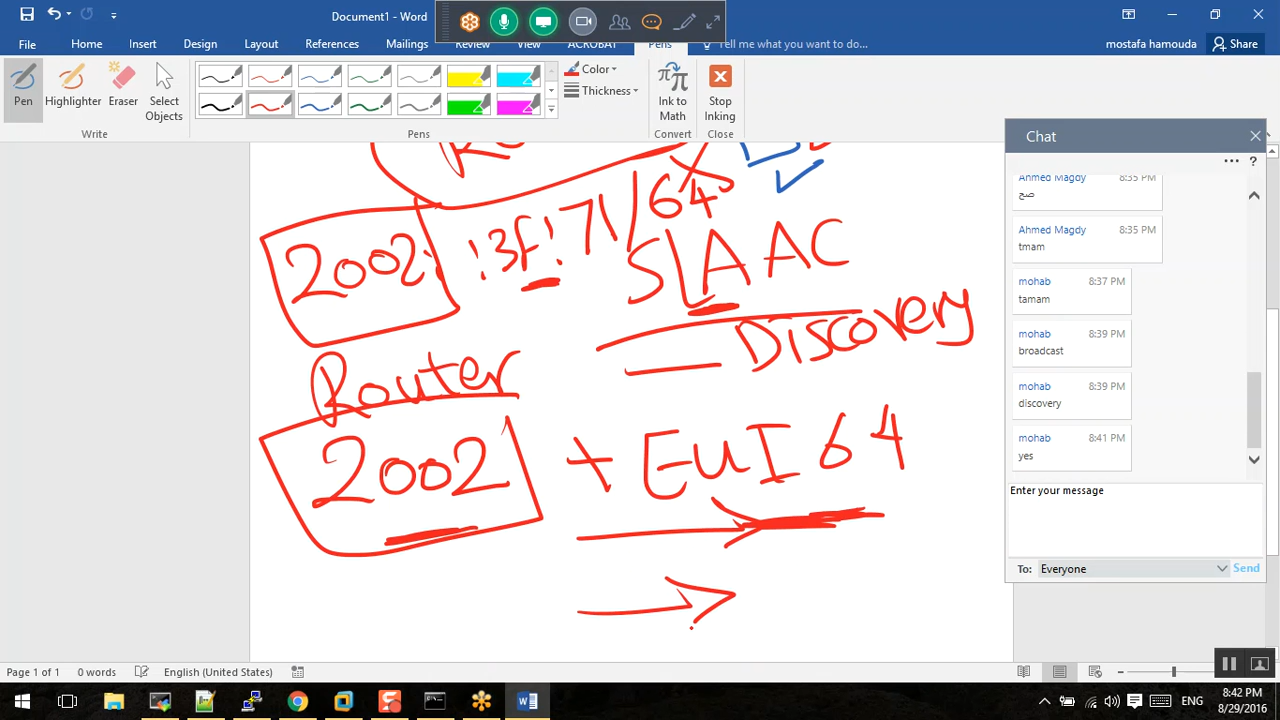 Document1 - Word
mostafa hamouda
Share
File
Home
Insert
Design
Layout
References
Mailings
Review
ACROBAT
Pens
Tell me what you want to do...
Pen
Highlighter
Eraser
Select Objects
Write
Pens
Color
Thickness
Ink to Math
Convert
Stop Inking
Close
64
2002: !3f!71/
SLAAC
Discovery
Router
2002 + EUI 64
Chat
... ?
Ahmed Magdy 8:35 PM
صح
Ahmed Magdy 8:35 PM
tmam
mohab 8:37 PM
tamam
mohab 8:39 PM
broadcast
mohab 8:39 PM
discovery
mohab 8:41 PM
yes
Enter your message
To: Everyone Send
Page 1 of 1 0 words English (United States)
ENG
8:42 PM
8/29/2016